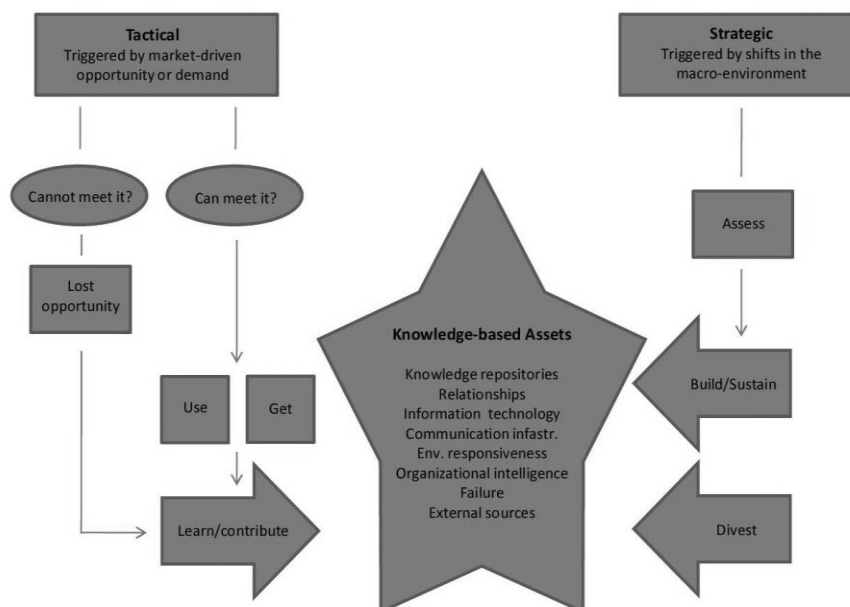 Tactical
Triggered by market-driven
opportunity or demand
Strategic
Triggered by shifts in the
macro-environment
Cannot meet it?
Can meet it?
Assess
Lost
opportunity
Knowledge-based Assets
Knowledge repositories
Relationships
Information technology
Communication infastr.
Env. responsiveness
Organizational intelligence
Failure
External sources
Build/Sustain
Use
Get
Learn/contribute
Divest